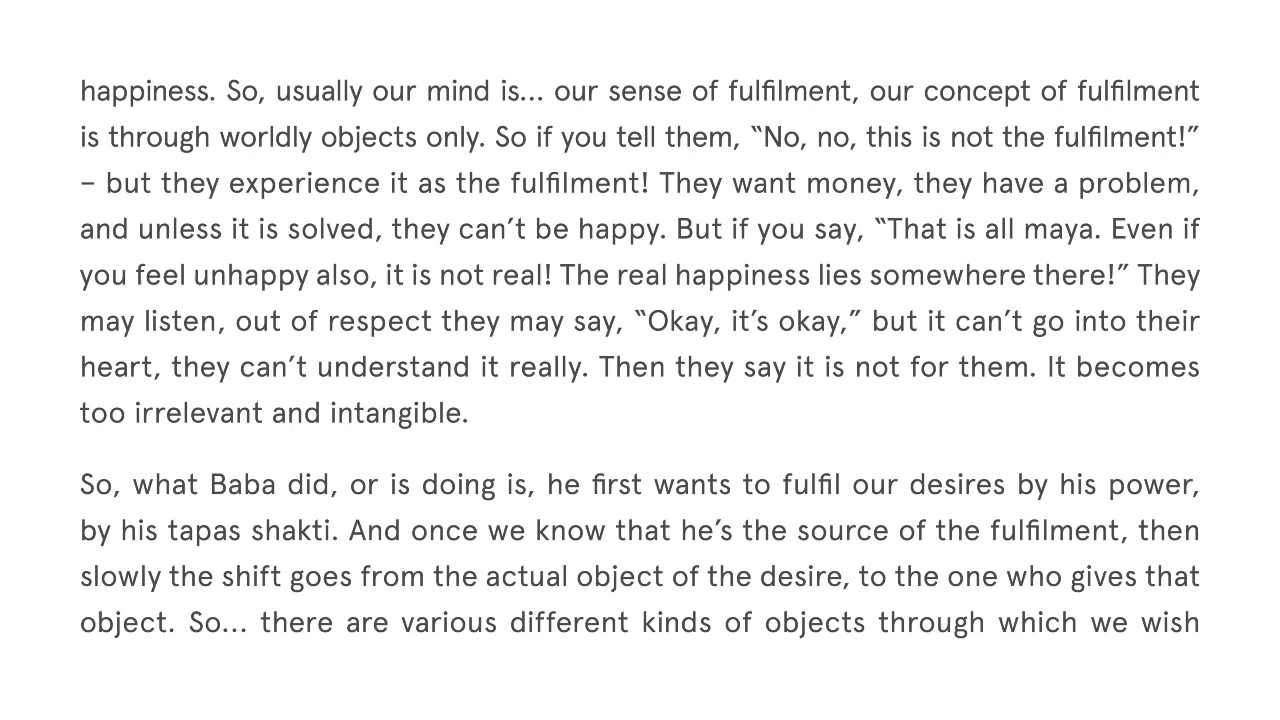 happiness. So, usually our mind is... our sense of fulfilment, our concept of fulfilment
is through worldly objects only. So if you tell them, “No, no, this is not the fulfilment!”
– but they experience it as the fulfilment! They want money, they have a problem,
and unless it is solved, they can’t be happy. But if you say, “That is all maya. Even if
you feel unhappy also, it is not real! The real happiness lies somewhere there!” They
may listen, out of respect they may say, “Okay, it’s okay,” but it can’t go into their
heart, they can’t understand it really. Then they say it is not for them. It becomes
too irrelevant and intangible.
So, what Baba did, or is doing is, he first wants to fulfil our desires by his power,
by his tapas shakti. And once we know that he’s the source of the fulfilment, then
slowly the shift goes from the actual object of the desire, to the one who gives that
object. So... there are various different kinds of objects through which we wish